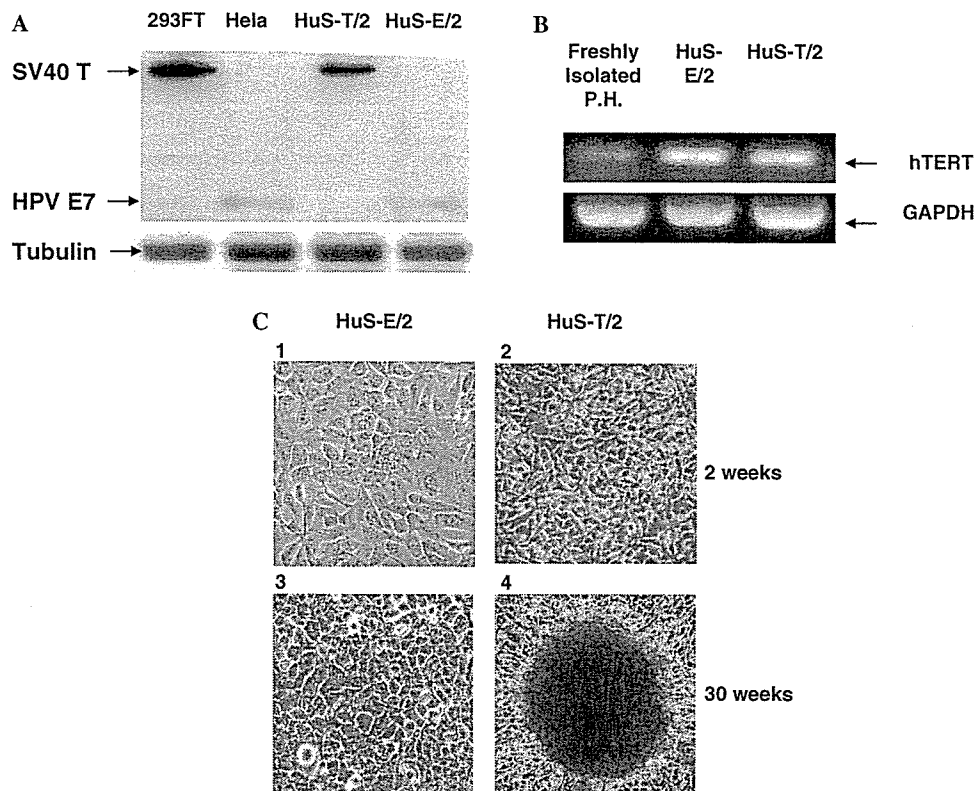 A
293FT Hela HuS-T/2 HuS-E/2
SV40 T
HPV E7
Tubulin
B
Freshly
Isolated
P.H.
HuS-
E/2
HuS-T/2
hTERT
GAPDH
C
HuS-E/2 HuS-T/2
1 2
2 weeks
3 4
30 weeks